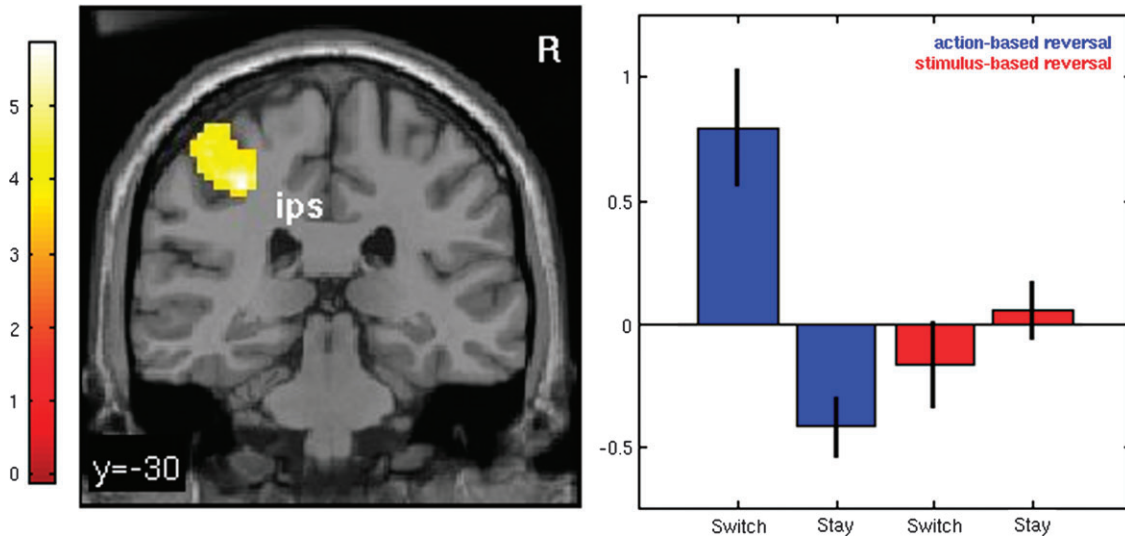 5
4
3
2
1
0
R
ips
y=-30
action-based reversal
stimulus-based reversal
1
0.5
0
-0.5
Switch Stay Switch Stay